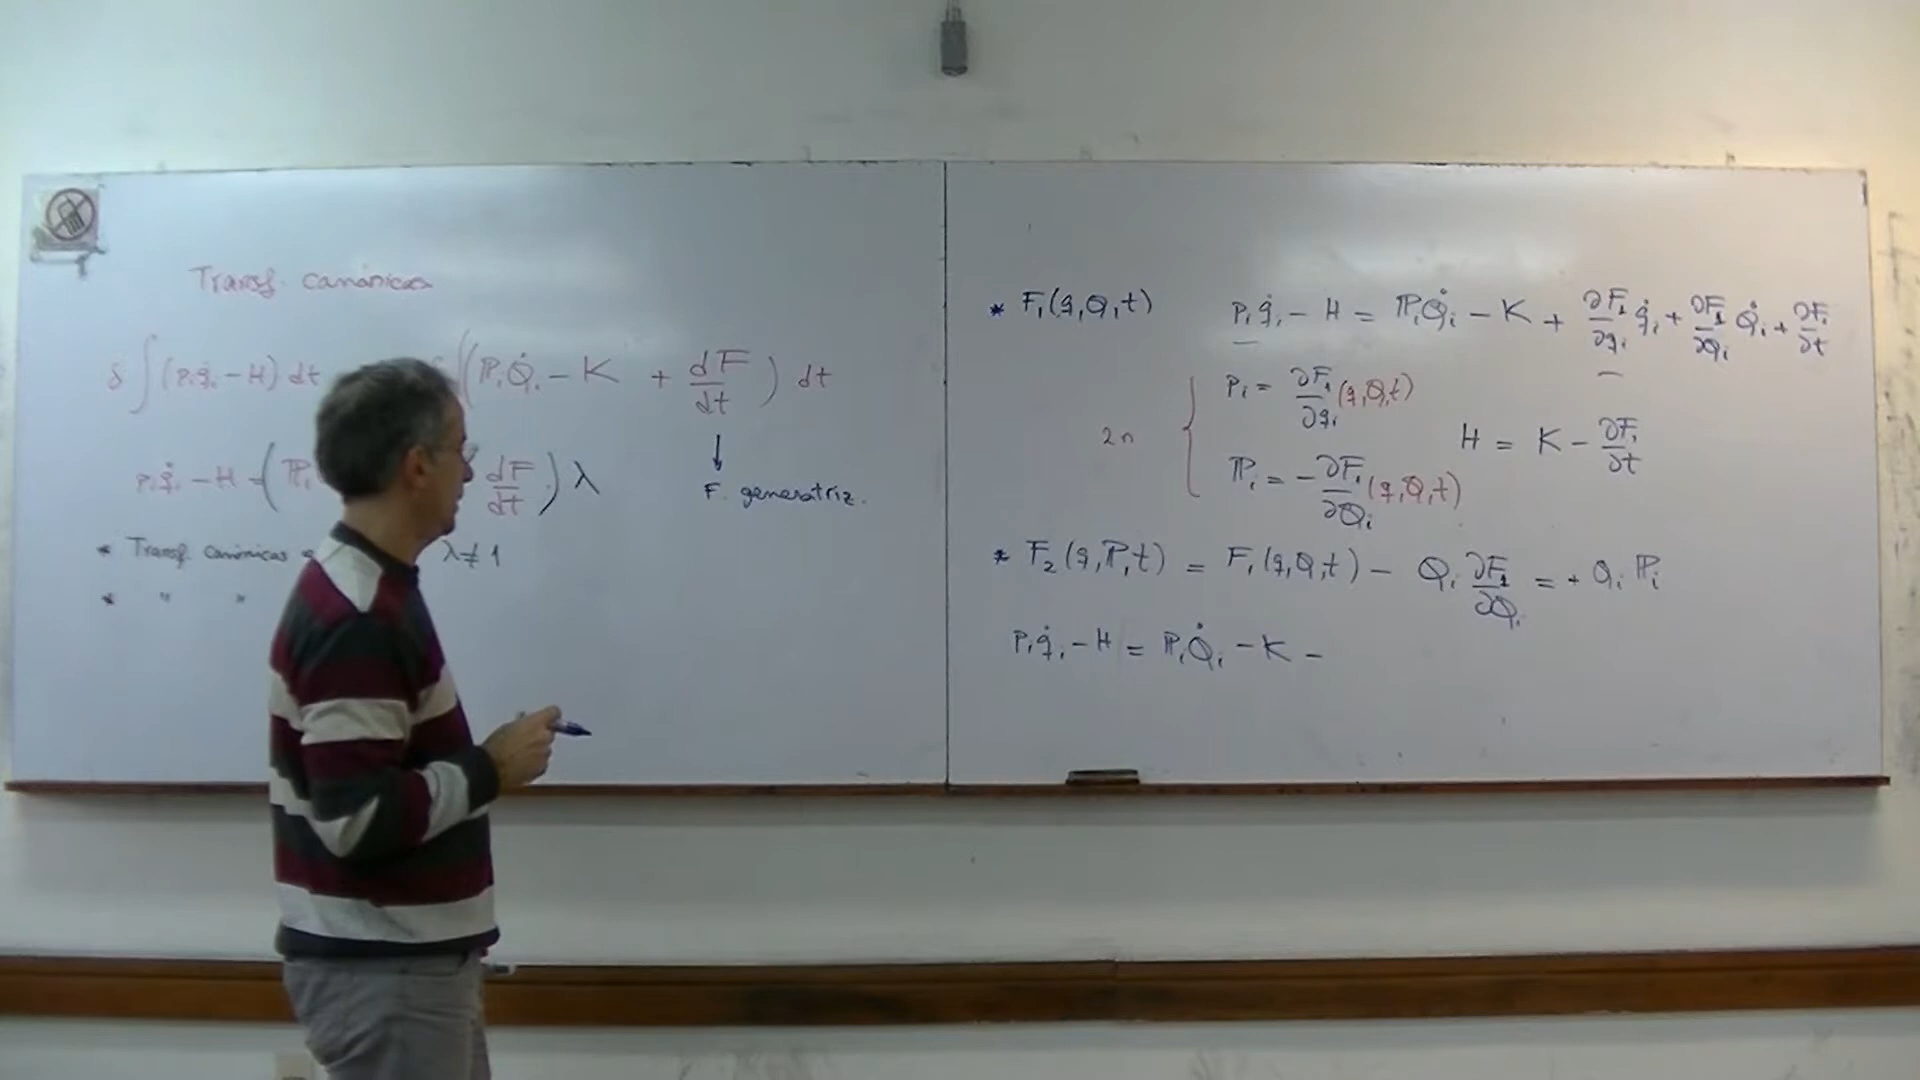 Transf. canónicas
δ ∫ (pᵢq̇ᵢ - H) dt ∫(ℙᵢQ̇ᵢ - K + dF/dt) dt
↓
F. generatriz.
pᵢq̇ᵢ - H = (ℙᵢ dF/dt) λ
* Transf. canónicas λ≠1
* " "
* F₁(q,Q,t) pᵢq̇ᵢ - H = ℙᵢQ̇ᵢ - K + ∂F₁/∂qᵢ q̇ᵢ + ∂F₁/∂Qᵢ Q̇ᵢ + ∂F₁/∂t
2n { pᵢ = ∂F₁/∂qᵢ (q,Q,t)
ℙᵢ = -∂F₁/∂Qᵢ (q,Q,t)
H = K - ∂F₁/∂t
* F₂(q,ℙ,t) = F₁(q,Q,t) - Qᵢ ∂F₁/∂Qᵢ = + Qᵢ ℙᵢ
pᵢq̇ᵢ - H = ℙᵢQ̇ᵢ - K -